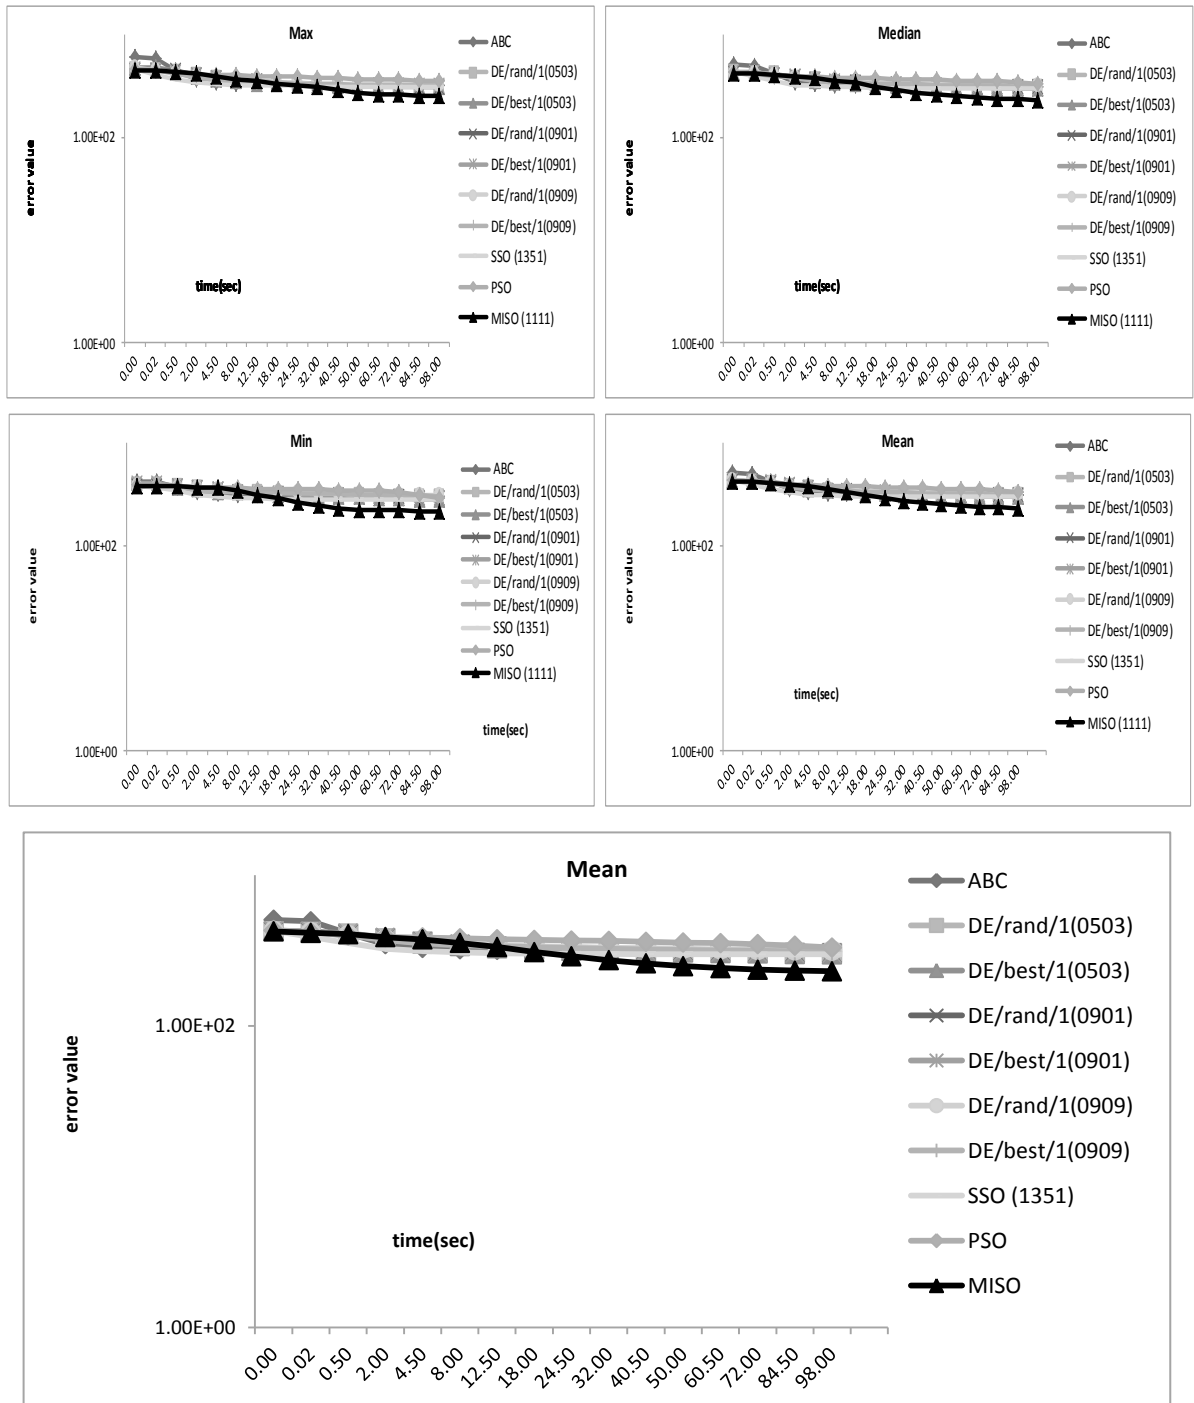 Max
ABC
DE/rand/1(0503)
DE/best/1(0503)
DE/rand/1(0901)
DE/best/1(0901)
DE/rand/1(0909)
DE/best/1(0909)
SSO (1351)
PSO
MISO (1111)
1.00E+02
error value
time(sec)
1.00E+00
0.00 0.02 0.50 2.00 4.50 8.00 12.50 18.00 24.50 32.00 40.50 50.00 60.50 72.00 84.50 98.00
Median
ABC
DE/rand/1(0503)
DE/best/1(0503)
DE/rand/1(0901)
DE/best/1(0901)
DE/rand/1(0909)
DE/best/1(0909)
SSO (1351)
PSO
MISO (1111)
1.00E+02
error value
time(sec)
1.00E+00
0.00 0.02 0.50 2.00 4.50 8.00 12.50 18.00 24.50 32.00 40.50 50.00 60.50 72.00 84.50 98.00
Min
ABC
DE/rand/1(0503)
DE/best/1(0503)
DE/rand/1(0901)
DE/best/1(0901)
DE/rand/1(0909)
DE/best/1(0909)
SSO (1351)
PSO
MISO (1111)
1.00E+02
error value
time(sec)
1.00E+00
0.00 0.02 0.50 2.00 4.50 8.00 12.50 18.00 24.50 32.00 40.50 50.00 60.50 72.00 84.50 98.00
Mean
ABC
DE/rand/1(0503)
DE/best/1(0503)
DE/rand/1(0901)
DE/best/1(0901)
DE/rand/1(0909)
DE/best/1(0909)
SSO (1351)
PSO
MISO (1111)
1.00E+02
error value
time(sec)
1.00E+00
0.00 0.02 0.50 2.00 4.50 8.00 12.50 18.00 24.50 32.00 40.50 50.00 60.50 72.00 84.50 98.00
Mean
ABC
DE/rand/1(0503)
DE/best/1(0503)
DE/rand/1(0901)
DE/best/1(0901)
DE/rand/1(0909)
DE/best/1(0909)
SSO (1351)
PSO
MISO
1.00E+02
error value
time(sec)
1.00E+00
0.00 0.02 0.50 2.00 4.50 8.00 12.50 18.00 24.50 32.00 40.50 50.00 60.50 72.00 84.50 98.00